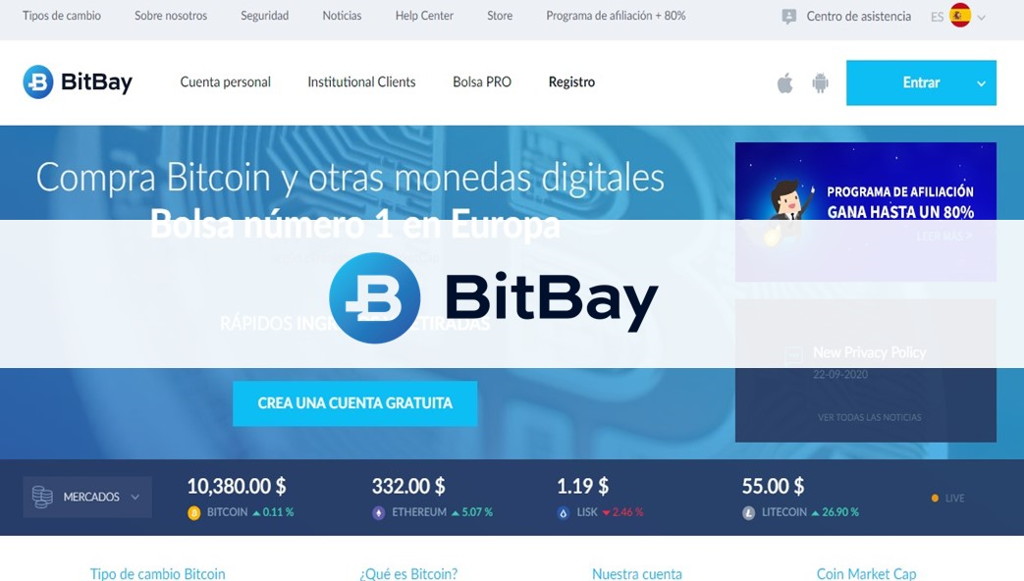 Tipos de cambio Sobre nosotros Seguridad Noticias Help Center Store Programa de afiliación + 80% Centro de asistencia ES
BitBay Cuenta personal Institutional Clients Bolsa PRO Registro Entrar
Compra Bitcoin y otras monedas digitales
Bolsa número 1 en Europa
PROGRAMA DE AFILIACIÓN
GANA HASTA UN 80%
LEER MÁS >
BitBay
RÁPIDOS
New Privacy Policy
22-09-2020
VER TODAS LAS NOTICIAS
CREA UNA CUENTA GRATUITA
MERCADOS
10,380.00 $ 332.00 $ 1.19 $ 55.00 $
BITCOIN 0.11 % ETHEREUM 5.07 % LISK 2.46 % LITECOIN 26.90 %
LIVE
Tipo de cambio Bitcoin ¿Qué es Bitcoin? Nuestra cuenta Coin Market Cap